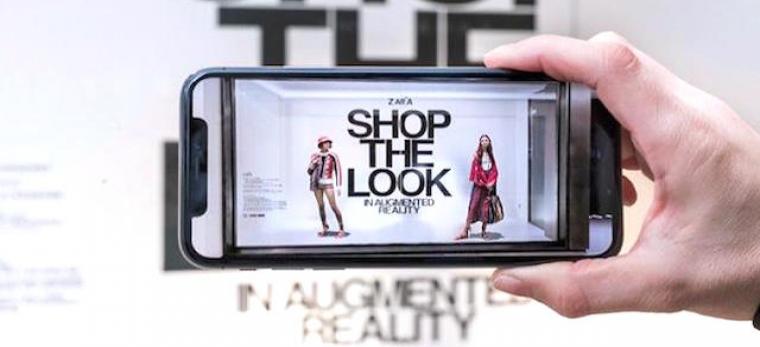 THE
ZARA
SHOP
THE
LOOK
IN AUGMENTED
REALITY
IN AUGMENTED
REALITY